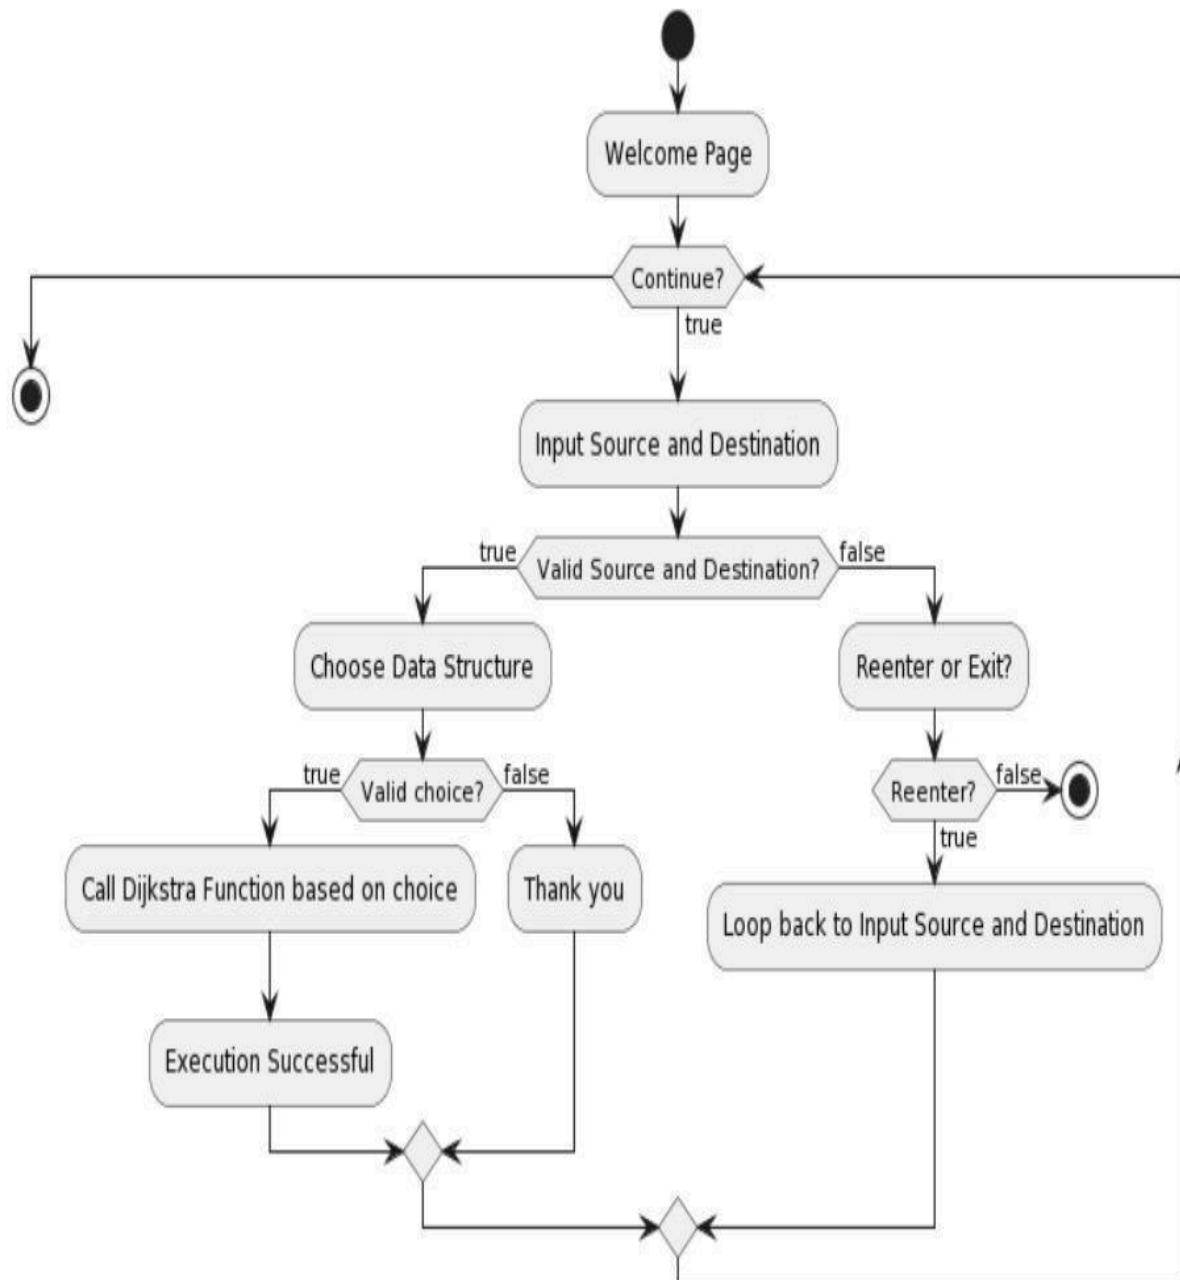 Welcome Page
Continue?
true
Input Source and Destination
true
Valid Source and Destination?
false
Choose Data Structure
Reenter or Exit?
true
Valid choice?
false
Reenter?
false
true
Call Dijkstra Function based on choice
Thank you
Loop back to Input Source and Destination
Execution Successful